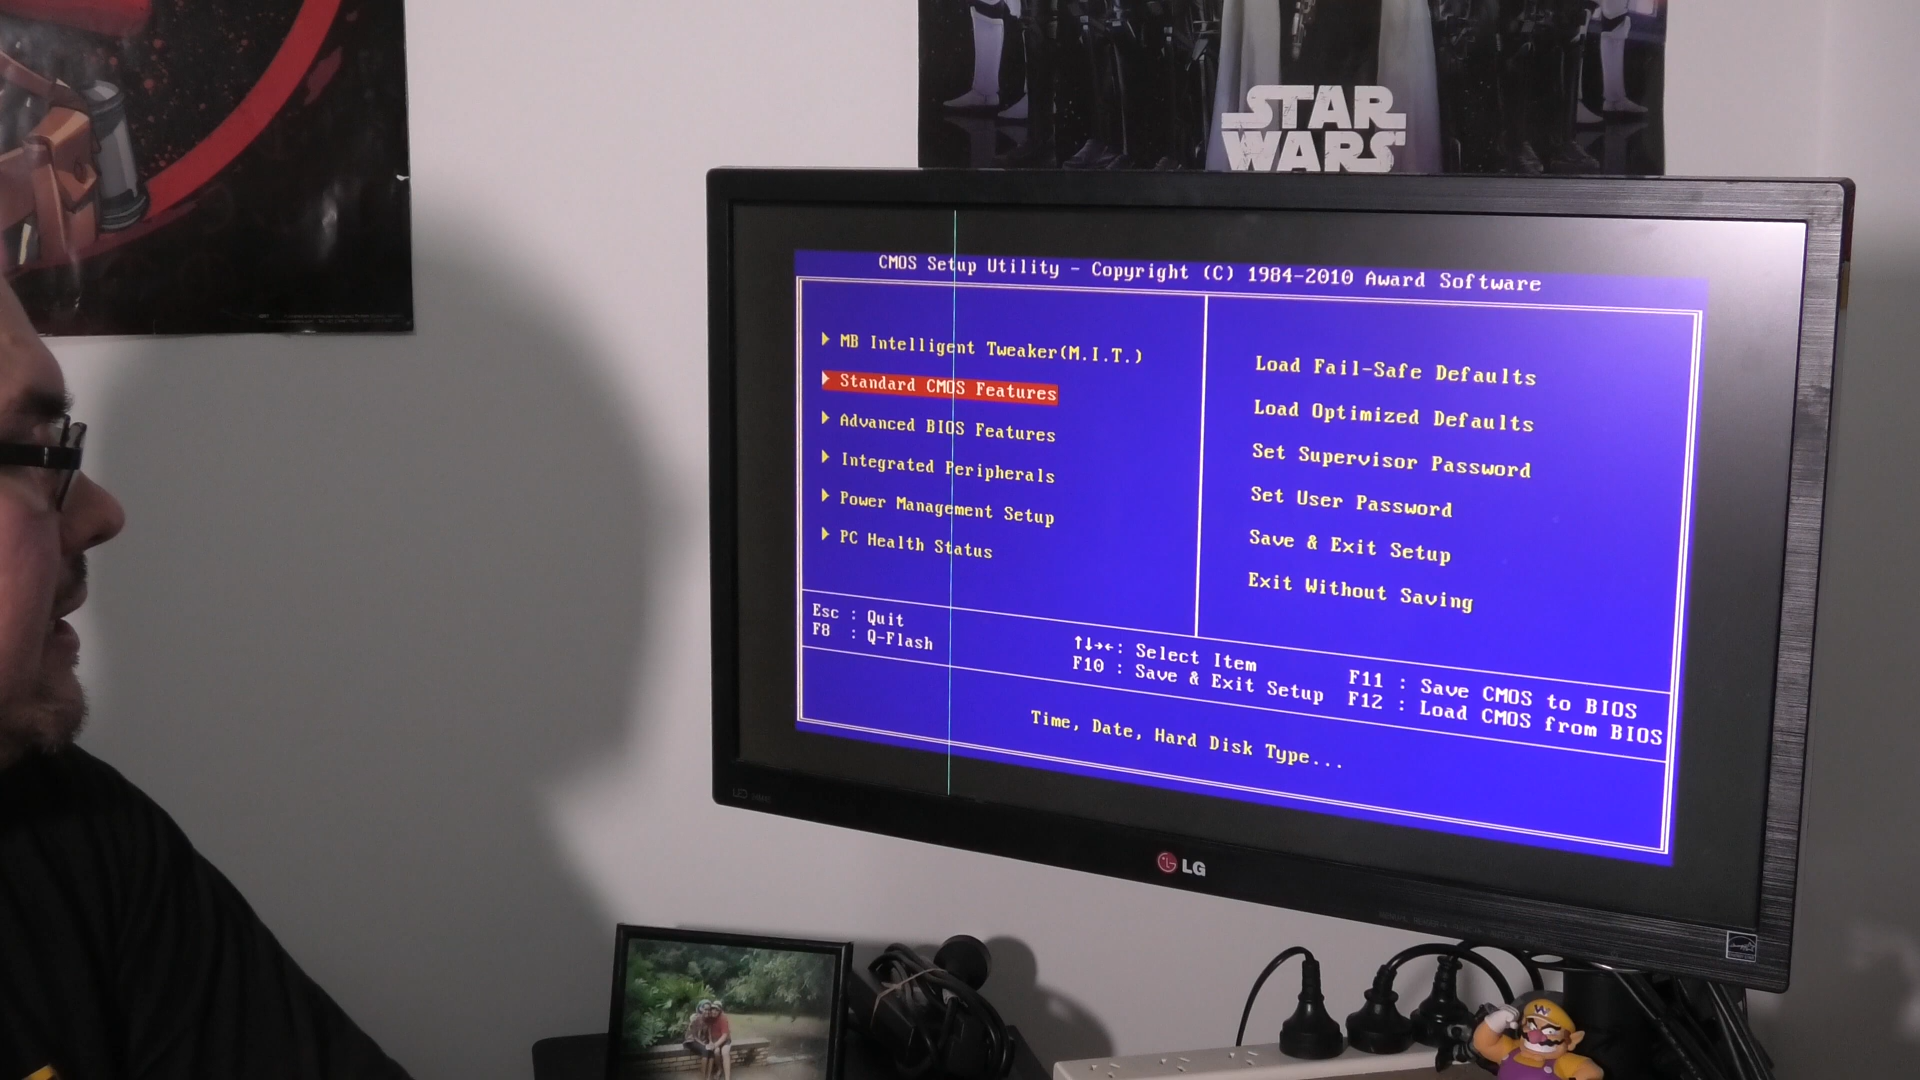 STAR
WARS
CMOS Setup Utility - Copyright (C) 1984-2010 Award Software
MB Intelligent Tweaker(M.I.T.)
Standard CMOS Features
Advanced BIOS Features
Integrated Peripherals
Power Management Setup
PC Health Status
Load Fail-Safe Defaults
Load Optimized Defaults
Set Supervisor Password
Set User Password
Save & Exit Setup
Exit Without Saving
Esc : Quit
F8 : Q-Flash
↑↓→←: Select Item
F10 : Save & Exit Setup
F11 : Save CMOS to BIOS
F12 : Load CMOS from BIOS
Time, Date, Hard Disk Type...
LG
W